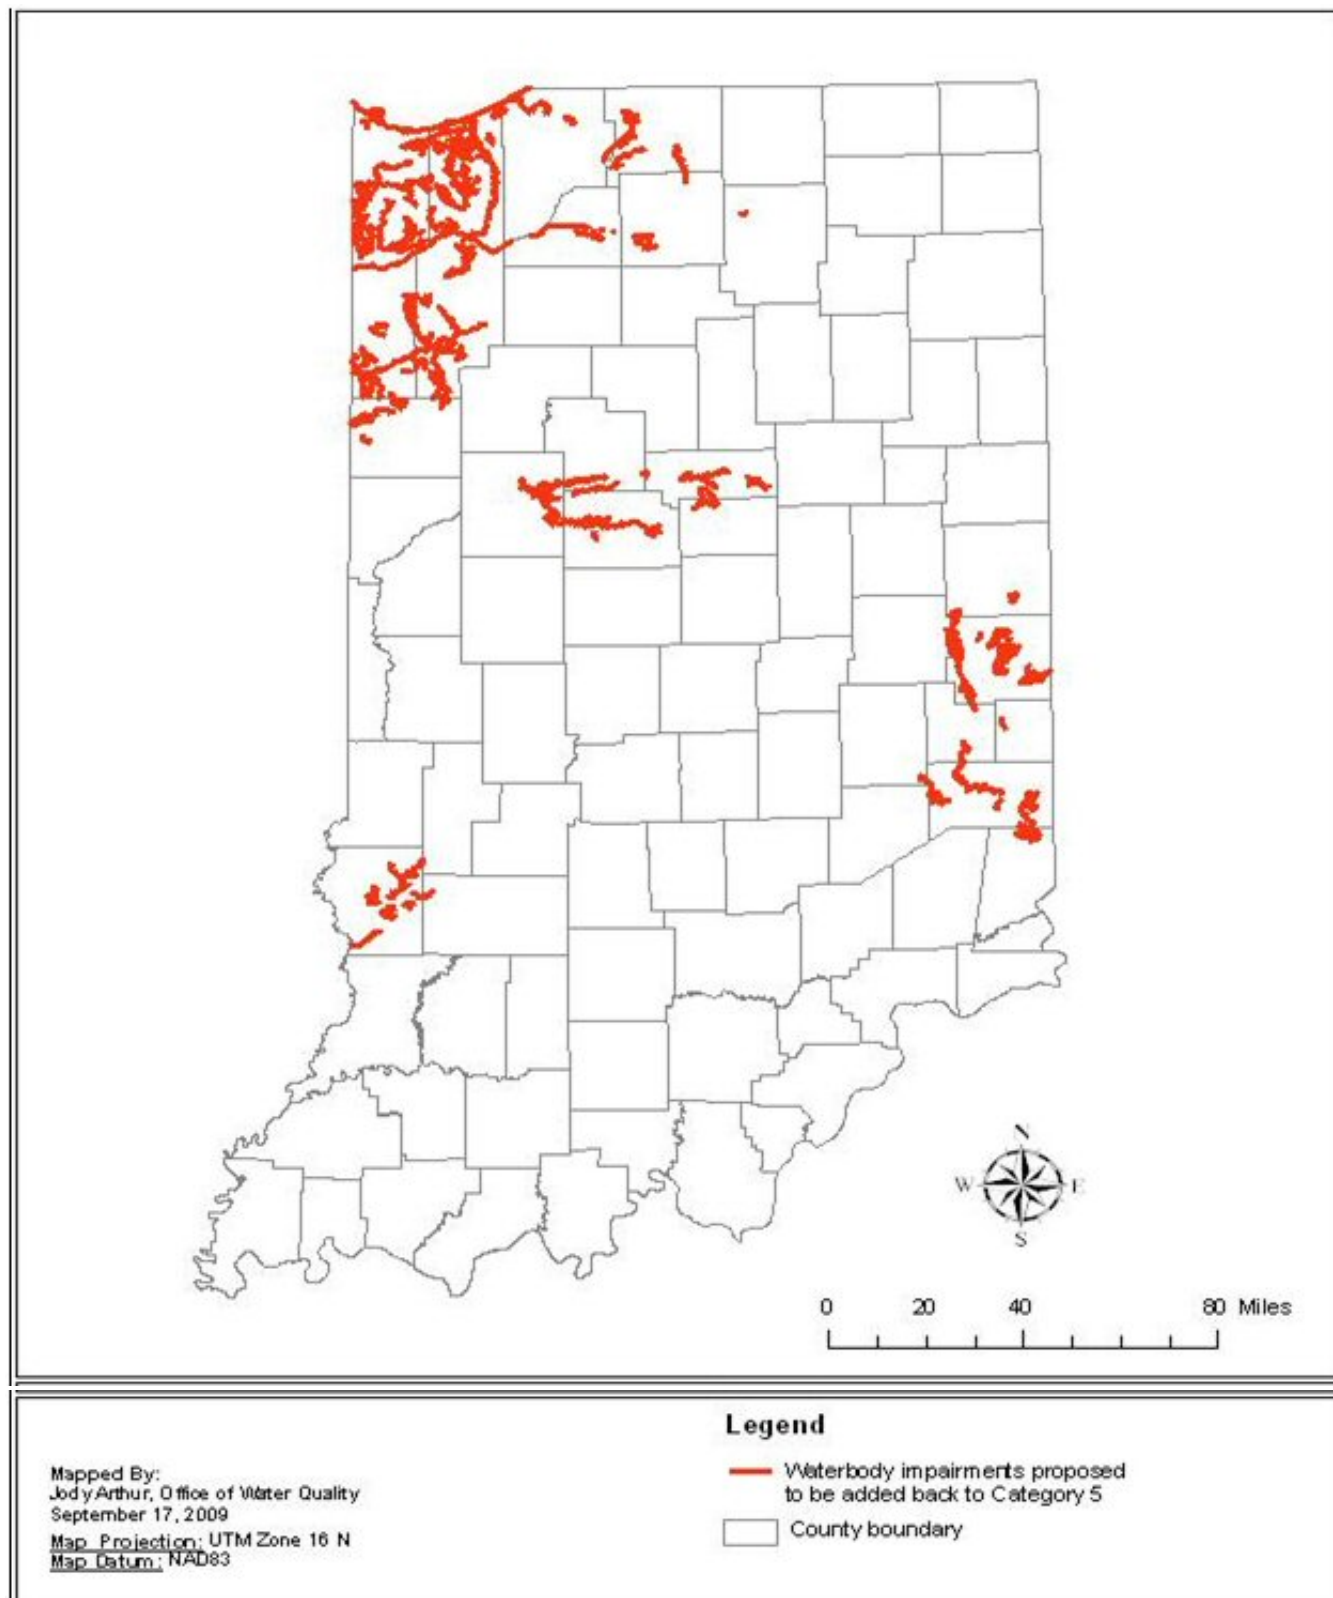 N
W
E
S
0 20 40 80 Miles
Legend
Mapped By:
Jody Arthur, Office of Water Quality
September 17, 2009
Map Projection: UTM Zone 16 N
Map Datum: NAD83
Waterbody impairments proposed
to be added back to Category 5
County boundary